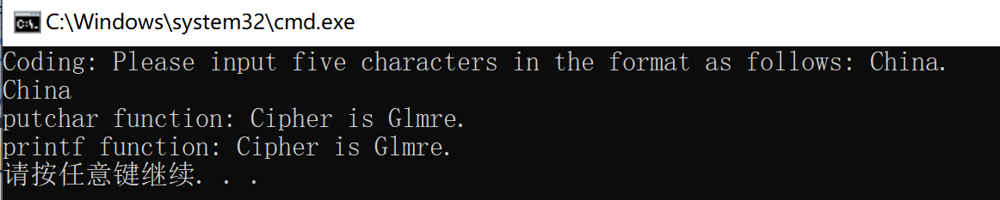 C:\Windows\system32\cmd.exe
Coding: Please input five characters in the format as follows: China.
China
putchar function: Cipher is Glmre.
printf function: Cipher is Glmre.
请按任意键继续. . .